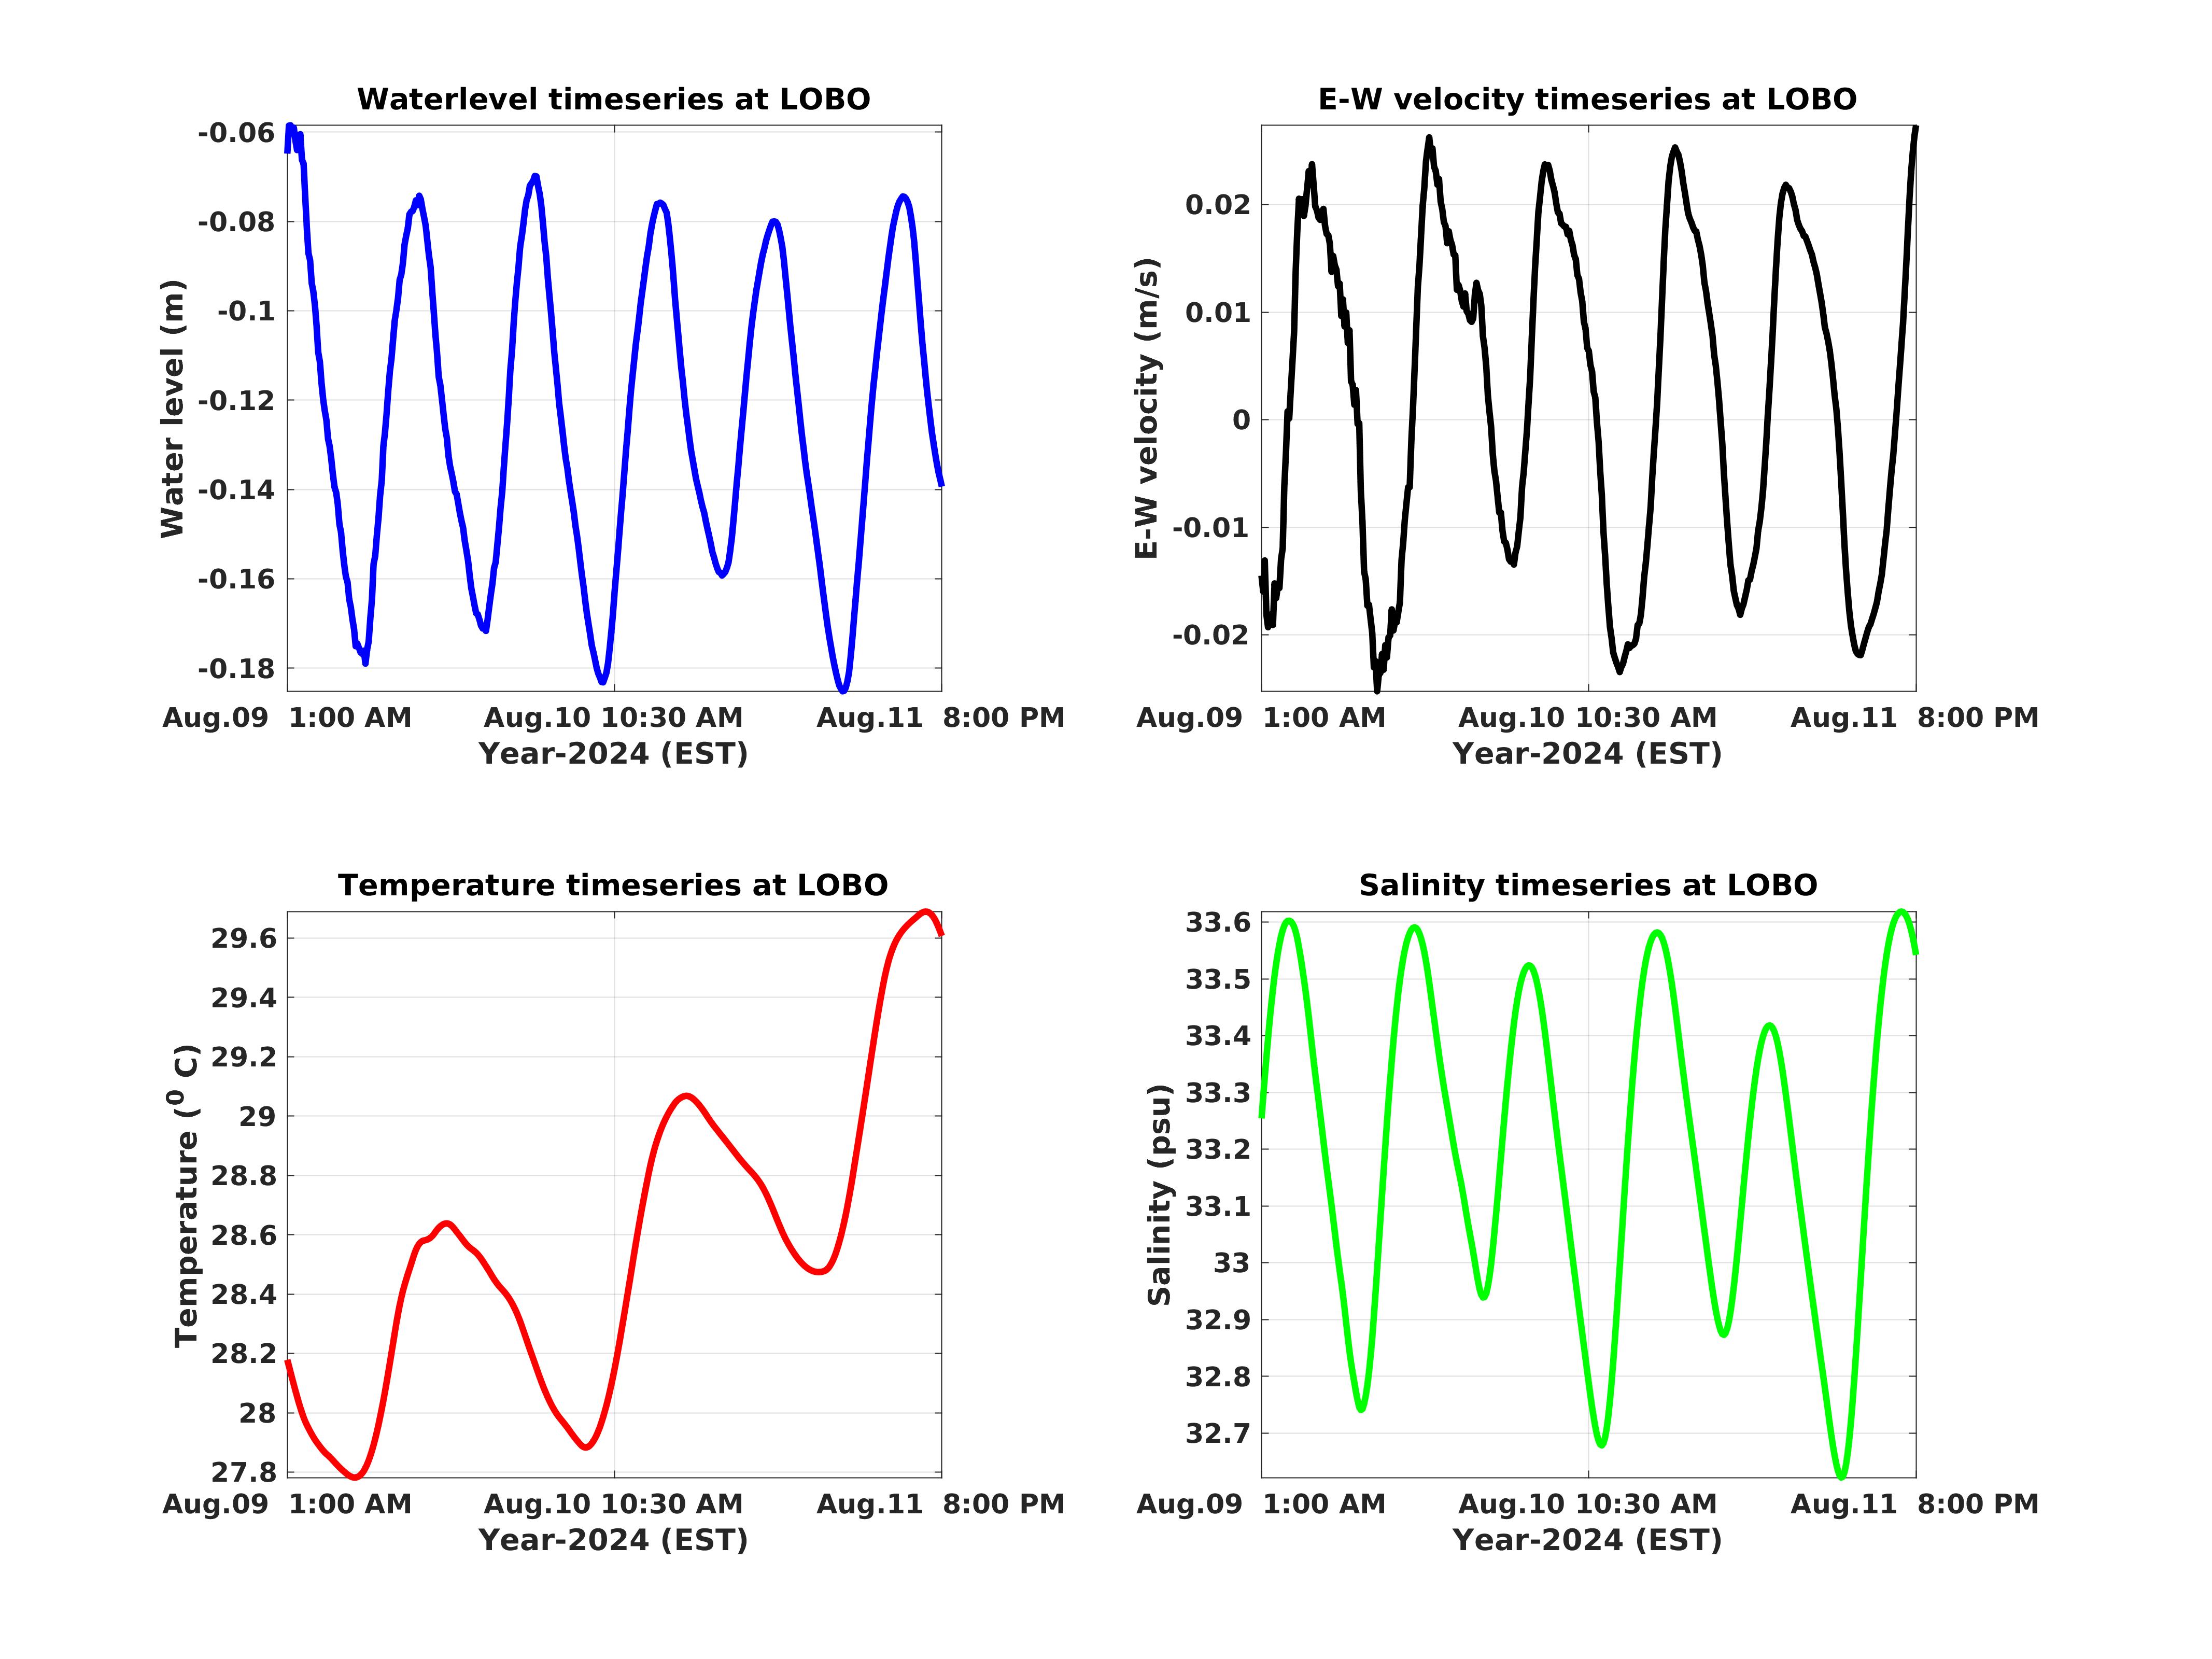 Waterlevel timeseries at LOBO
-0.06
-0.08
-0.1
-0.12
-0.14
-0.16
-0.18
Water level (m)
Aug.09 1:00 AM Aug.10 10:30 AM Aug.11 8:00 PM
Year-2024 (EST)
E-W velocity timeseries at LOBO
0.02
0.01
0
-0.01
-0.02
E-W velocity (m/s)
Aug.09 1:00 AM Aug.10 10:30 AM Aug.11 8:00 PM
Year-2024 (EST)
Temperature timeseries at LOBO
29.6
29.4
29.2
29
28.8
28.6
28.4
28.2
28
27.8
Temperature (⁰ C)
Aug.09 1:00 AM Aug.10 10:30 AM Aug.11 8:00 PM
Year-2024 (EST)
Salinity timeseries at LOBO
33.6
33.5
33.4
33.3
33.2
33.1
33
32.9
32.8
32.7
Salinity (psu)
Aug.09 1:00 AM Aug.10 10:30 AM Aug.11 8:00 PM
Year-2024 (EST)